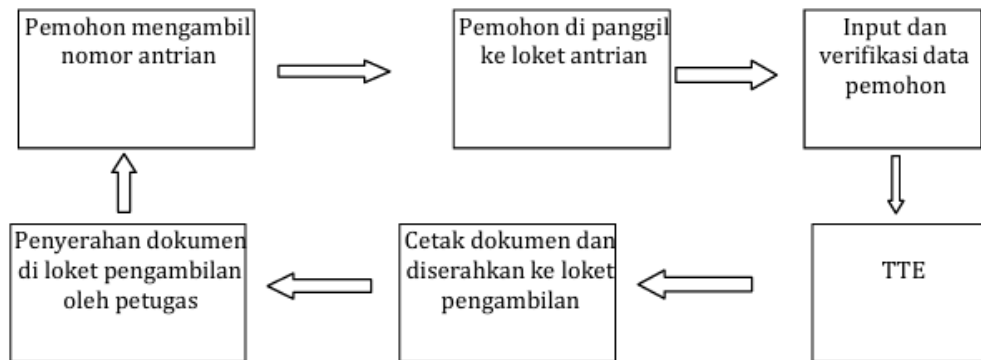 Pemohon mengambil
nomor antrian
Pemohon di panggil
ke loket antrian
Input dan
verifikasi data
pemohon
Penyerahan dokumen
di loket pengambilan
oleh petugas
Cetak dokumen dan
diserahkan ke loket
pengambilan
TTE